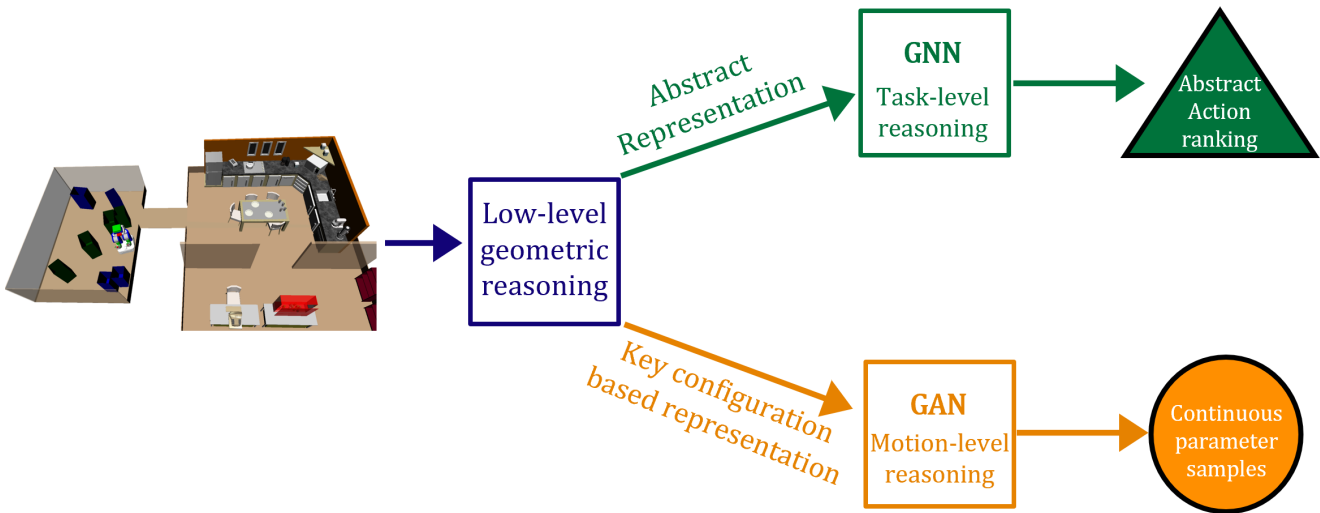 Abstract
Representation
GNN
Task-level
reasoning
Abstract
Action
ranking
Low-level
geometric
reasoning
Key configuration
based representation
GAN
Motion-level
reasoning
Continuous
parameter
samples